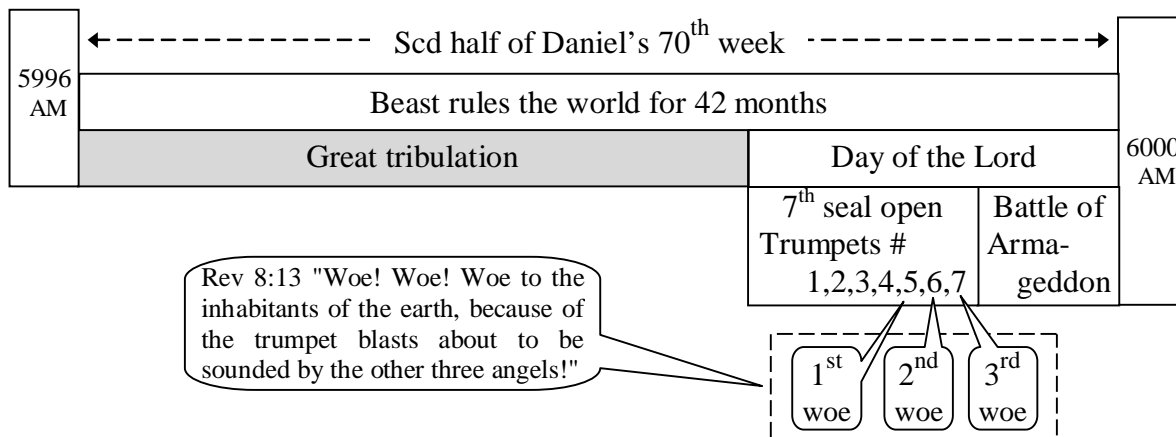 Scd half of Daniel's 70th week
5996
AM
Beast rules the world for 42 months
Great tribulation
Day of the Lord
6000
AM
7th seal open
Trumpets #
1,2,3,4,5,6,7
Battle of
Arma-
geddon
Rev 8:13 "Woe! Woe! Woe to the
inhabitants of the earth, because of
the trumpet blasts about to be
sounded by the other three angels!"
1st
woe
2nd
woe
3rd
woe